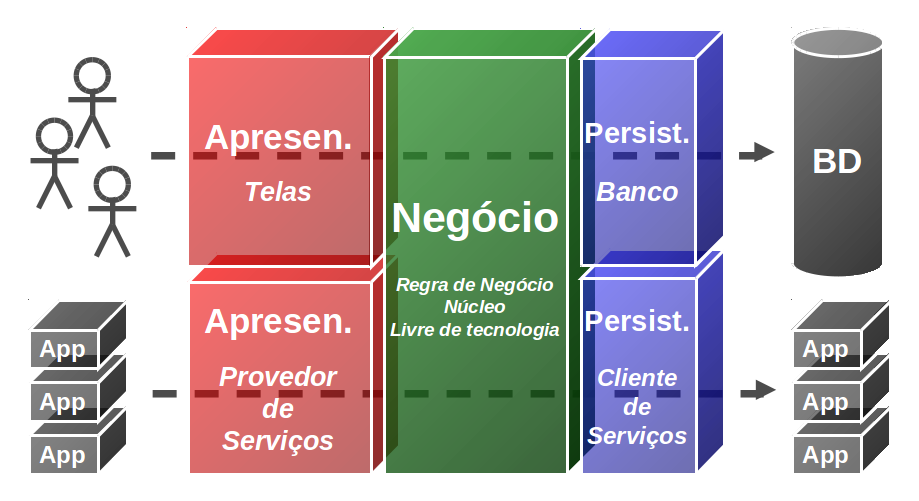 Apresen.
Telas
Negócio
Regra de Negócio
Núcleo
Livre de tecnologia
Persist.
Banco
BD
App
App
App
Apresen.
Provedor
de
Serviços
Persist.
Cliente
de
Serviços
App
App
App